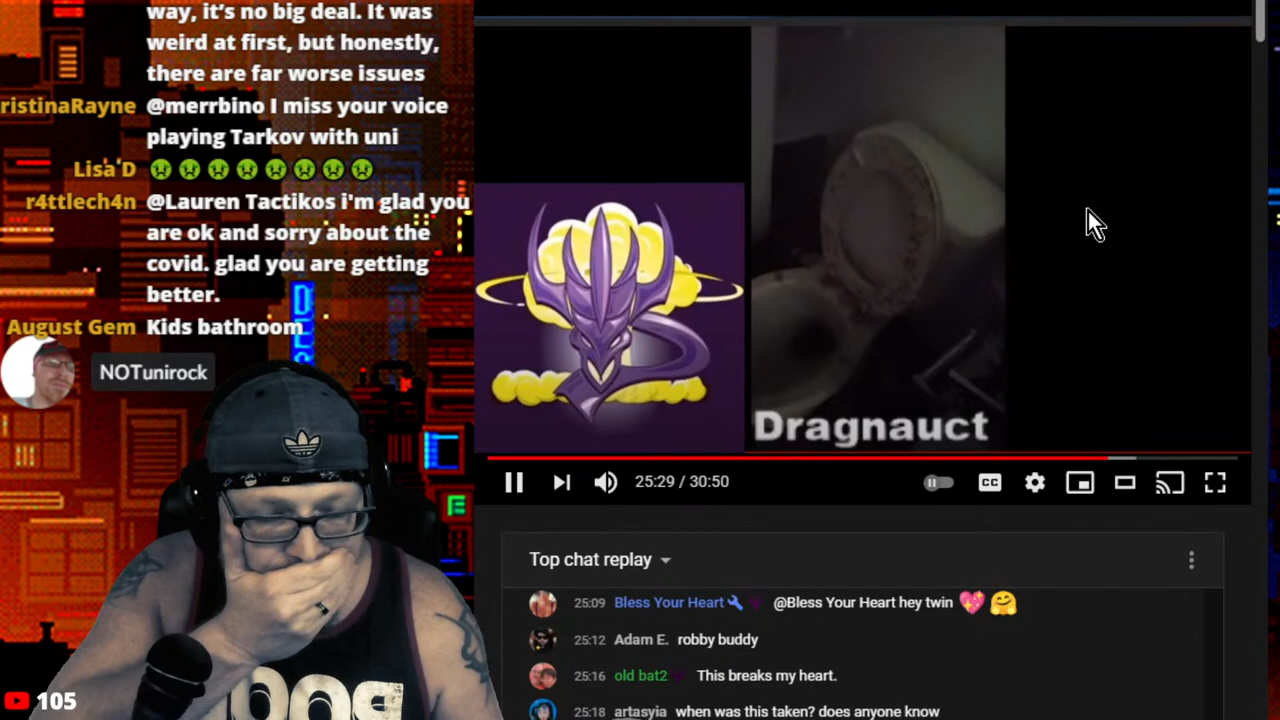 way, it's no big deal. It was
weird at first, but honestly,
there are far worse issues
ristinaRayne @merrbino I miss your voice
playing Tarkov with uni
Lisa D
r4ttlech4n @Lauren Tactikos i'm glad you
are ok and sorry about the
covid. glad you are getting
better.
August Gem Kids bathroom
NOTunirock
105
Dragnauct
25:29 / 30:50
CC
Top chat replay
25:09 Bless Your Heart @Bless Your Heart hey twin
25:12 Adam E. robby buddy
25:16 old bat2 This breaks my heart.
25:18 artasyia when was this taken? does anyone know